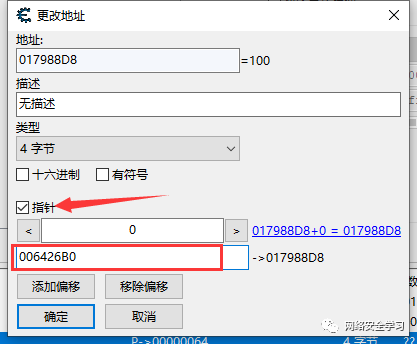 更改地址
地址:
017988D8 =100
描述
无描述
类型
4 字节
十六进制 有符号
指针
< 0 > 017988D8+0 = 017988D8
006426B0 ->017988D8
添加偏移 移除偏移
确定 取消
网络安全学习
P->00000064 4 字节